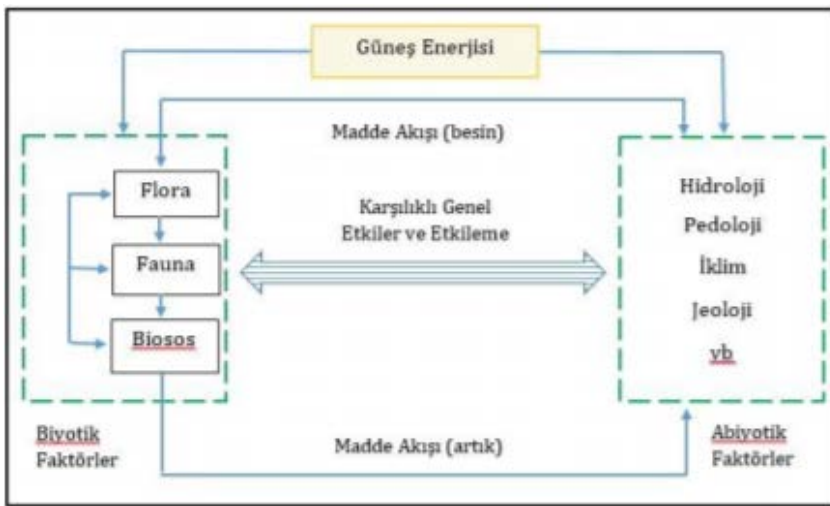 Güneş Enerjisi
Madde Akışı (besin)
Flora
Fauna
Biosos
Karşılıklı Genel
Etkiler ve Etkileme
Hidroloji
Pedoloji
İklim
Jeoloji
vb
Biyotik
Faktörler
Madde Akışı (artık)
Abiyotik
Faktörler